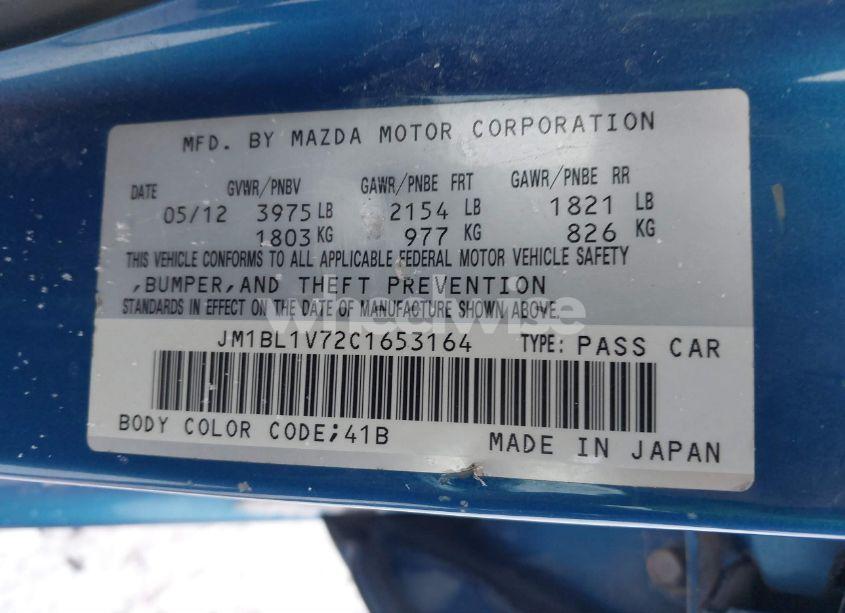 MFD. BY MAZDA MOTOR CORPORATION
DATE GVWR/PNBV GAWR/PNBE FRT GAWR/PNBE RR
05/12 3975 LB 2154 LB 1821 LB
1803 KG 977 KG 826 KG
THIS VEHICLE CONFORMS TO ALL APPLICABLE FEDERAL MOTOR VEHICLE SAFETY
,BUMPER,AND THEFT PREVENTION
STANDARDS IN EFFECT ON THE DATE OF MANUFACTURE SHOWN ABOVE.
wheelwise
JM1BL1V72C1653164 TYPE: PASS CAR
BODY COLOR CODE;41B MADE IN JAPAN